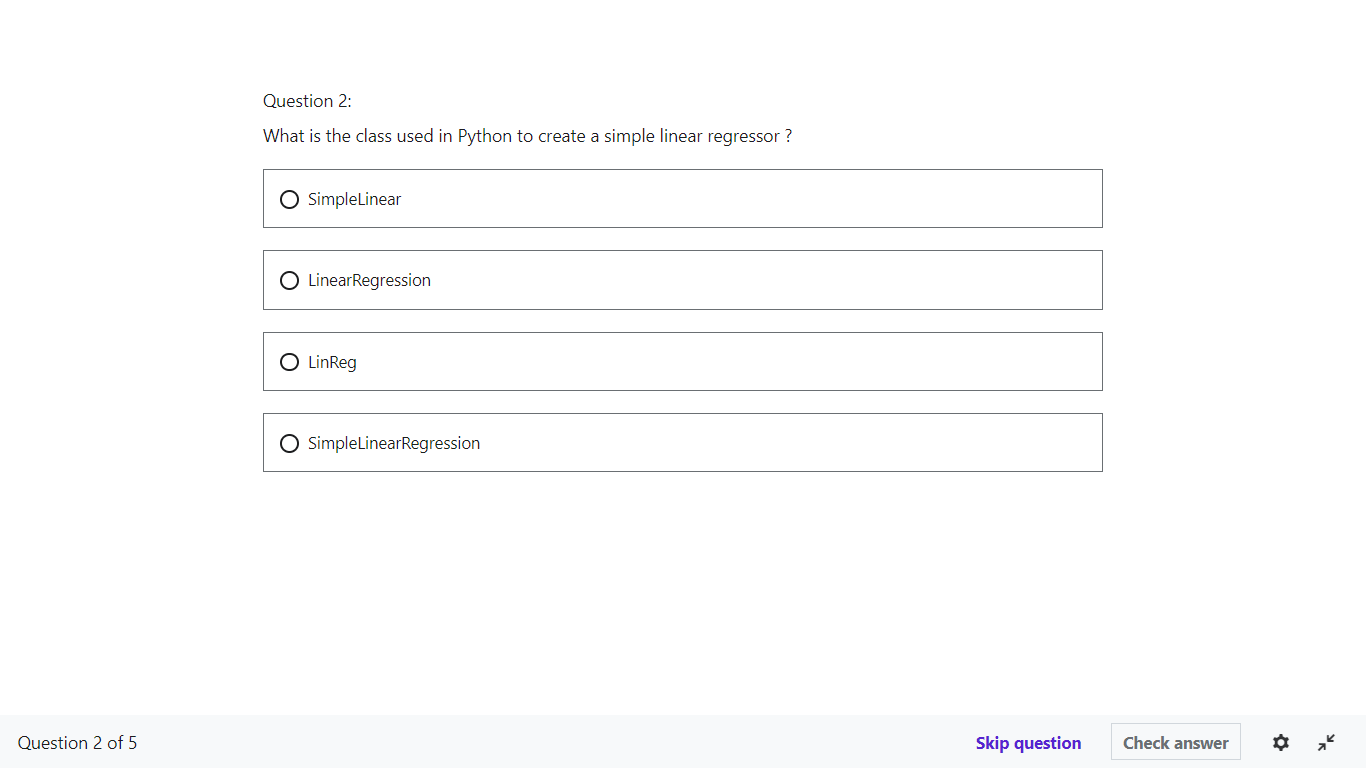 Question 2:
What is the class used in Python to create a simple linear regressor ?
SimpleLinear
LinearRegression
LinReg
SimpleLinearRegression
Question 2 of 5
Skip question
Check answer